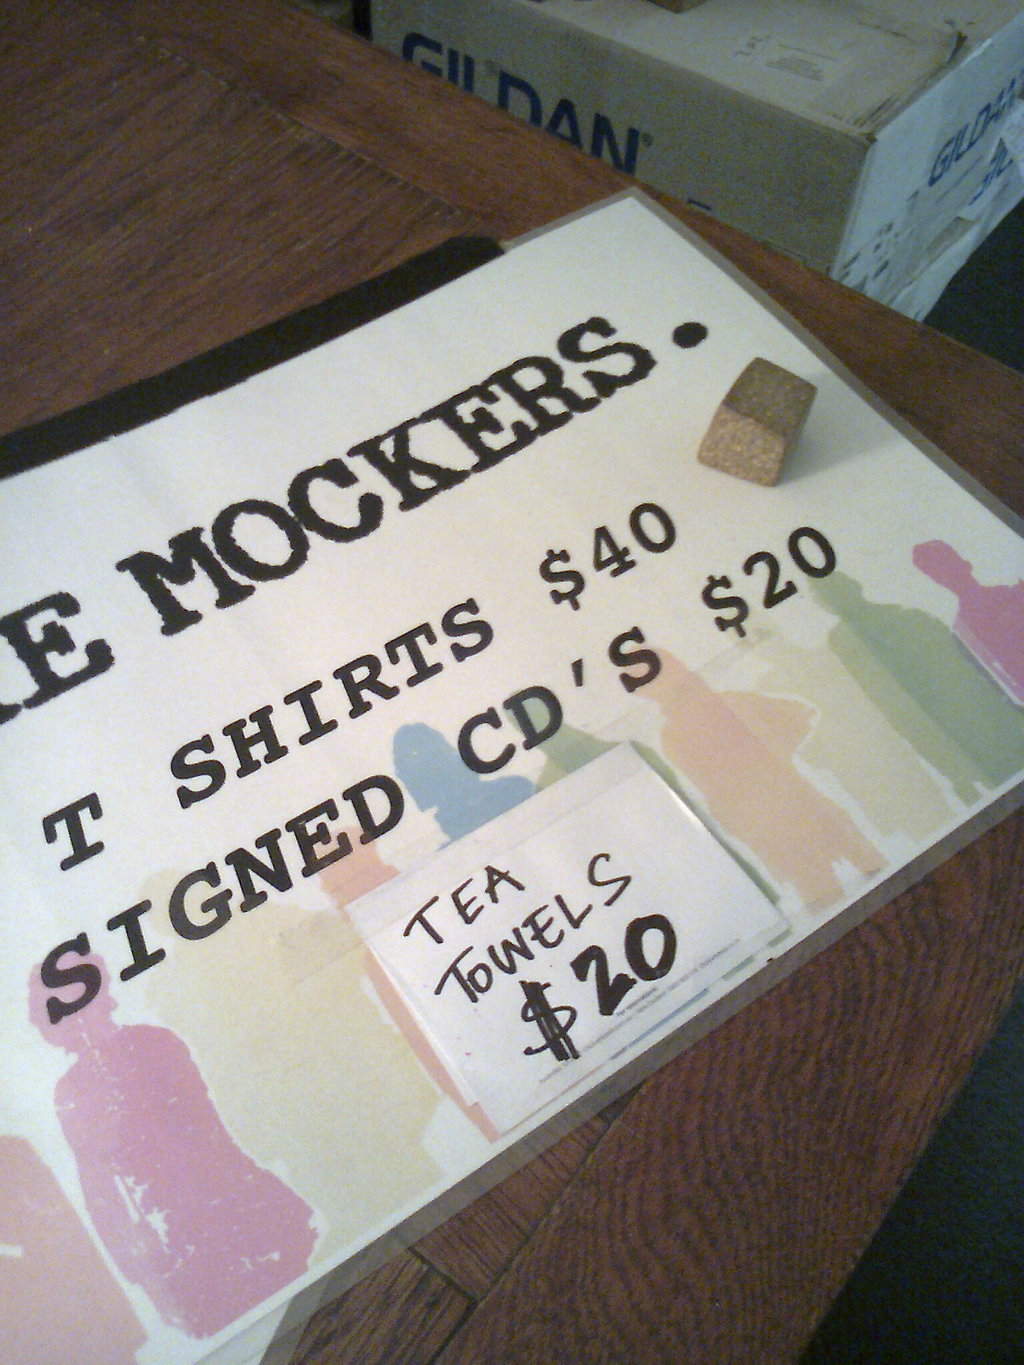 GILDAN
GILDAN
E MOCKERS.
T SHIRTS $40
SIGNED CD'S $20
TEA
TOWELS
$20